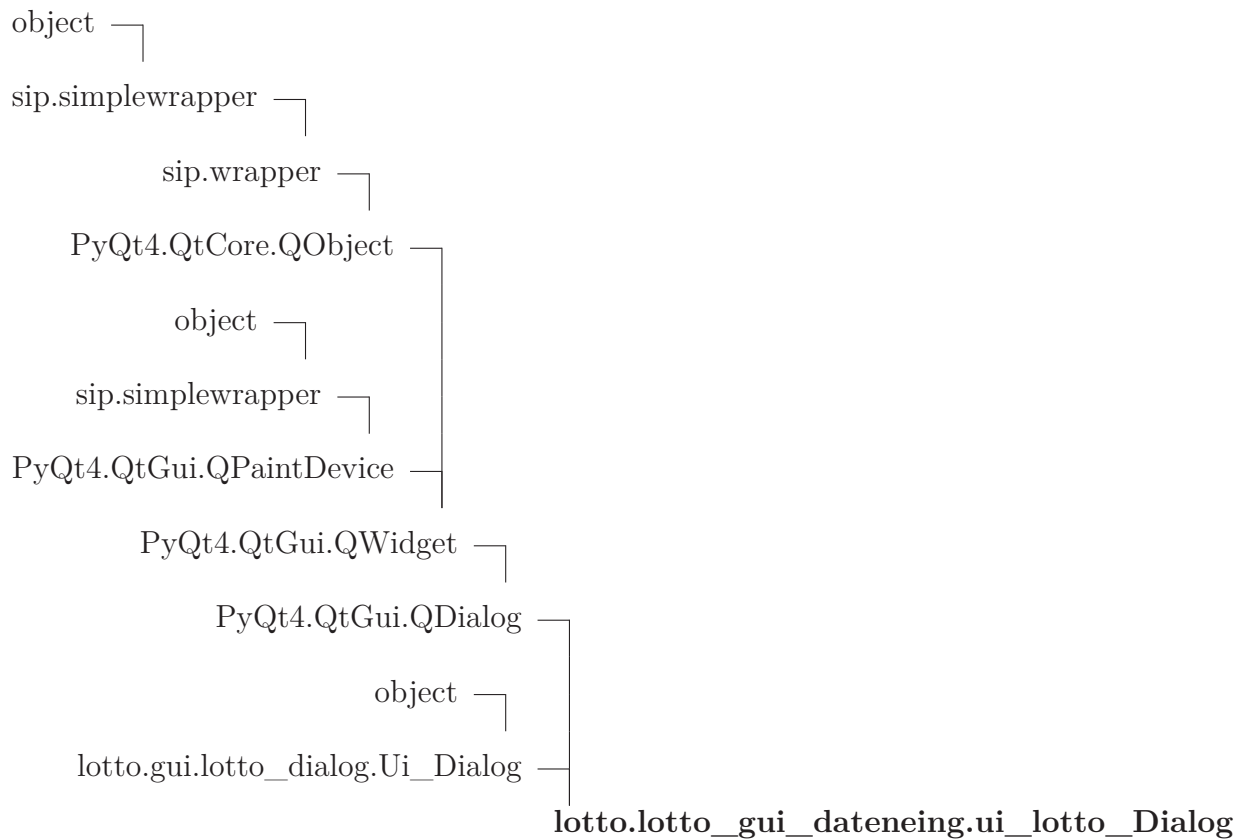 object
sip.simplewrapper
sip.wrapper
PyQt4.QtCore.QObject
object
sip.simplewrapper
PyQt4.QtGui.QPaintDevice
PyQt4.QtGui.QWidget
PyQt4.QtGui.QDialog
object
lotto.gui.lotto_dialog.Ui_Dialog
lotto.lotto_gui_dateneing.ui_lotto_Dialog